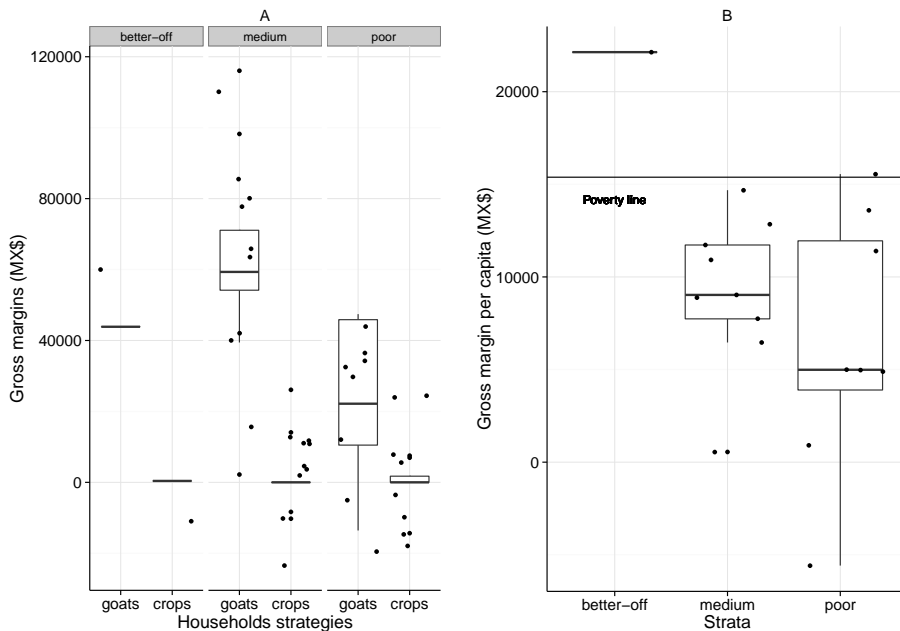 A
better−off medium poor
120000
80000
40000
0
Gross margins (MX$)
goats crops goats crops goats crops
Households strategies
B
20000
10000
0
Gross margin per capita (MX$)
Poverty line
better−off medium poor
Strata